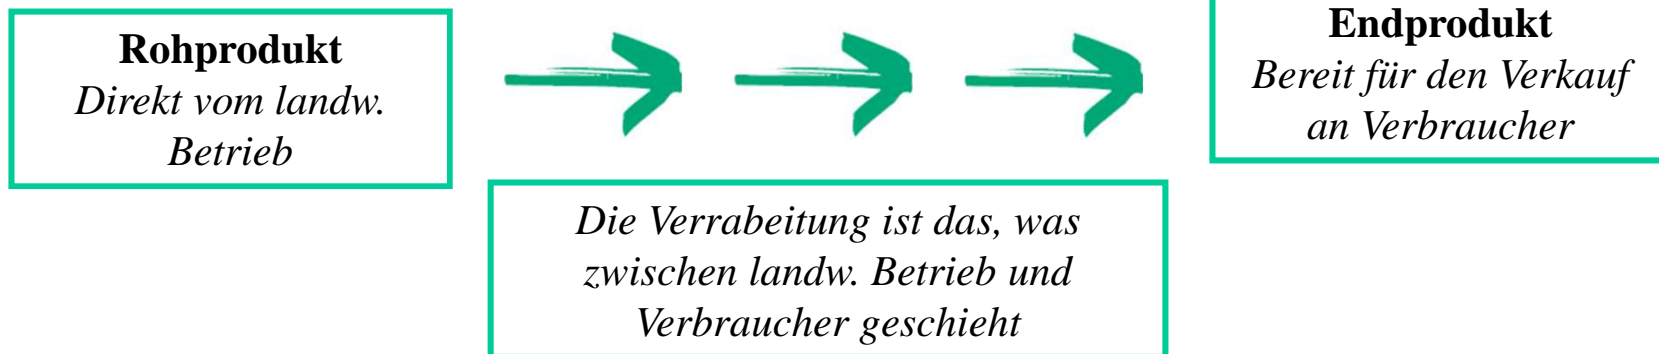 Rohprodukt
Direkt vom landw.
Betrieb
Die Verrabeitung ist das, was
zwischen landw. Betrieb und
Verbraucher geschieht
Endprodukt
Bereit für den Verkauf
an Verbraucher